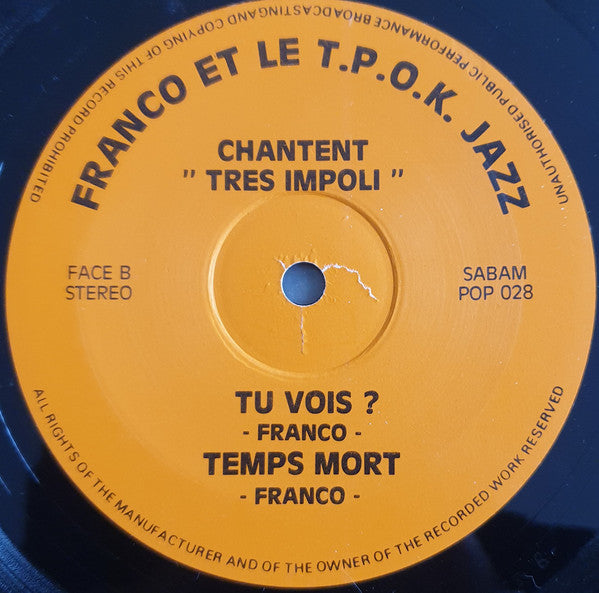 UNAUTHORISED PUBLIC PERFORMANCE BROADCASTING AND COPYING OF THIS RECORD PROHIBITED
FRANCO ET LE T.P.O.K. JAZZ
CHANTENT
" TRES IMPOLI "
FACE B
STEREO
SABAM
POP 028
TU VOIS ?
- FRANCO -
TEMPS MORT
- FRANCO -
ALL RIGHTS OF THE MANUFACTURER AND OF THE OWNER OF THE RECORDED WORK RESERVED